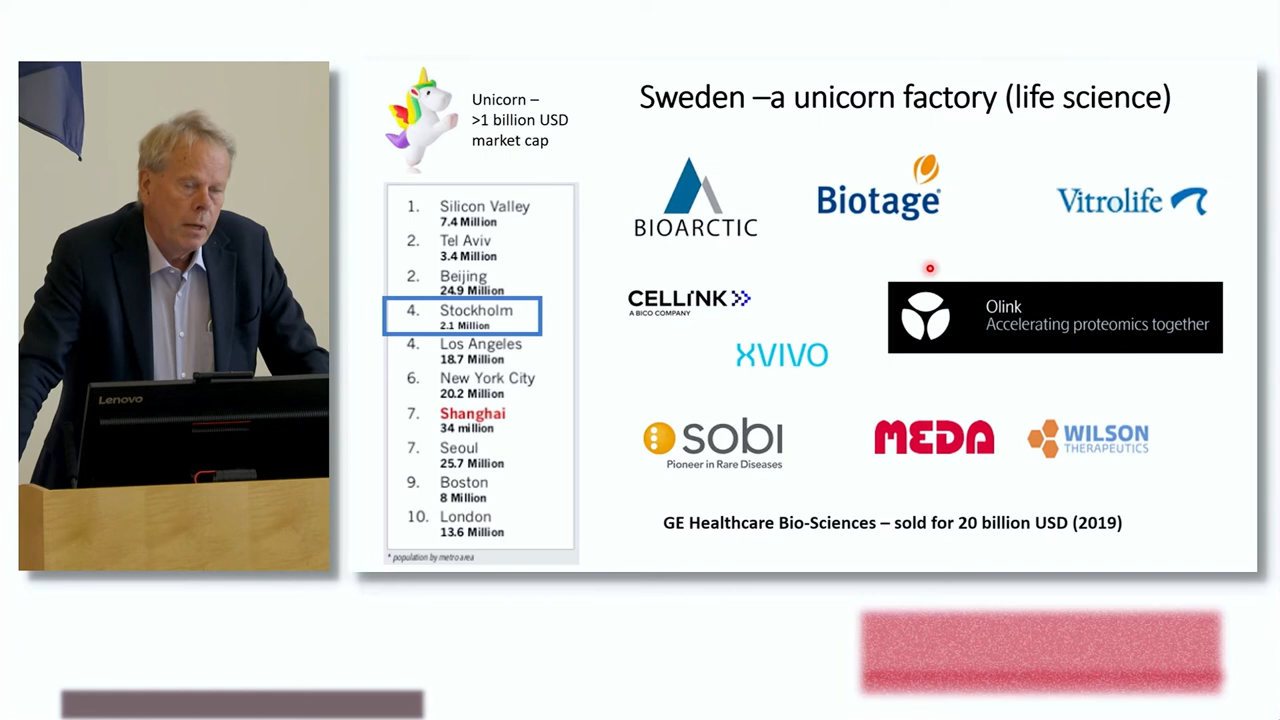 Lenovo
Unicorn –
>1 billion USD
market cap
Sweden –a unicorn factory (life science)
1. Silicon Valley
7.4 Million
2. Tel Aviv
3.4 Million
2. Beijing
24.9 Million
4. Stockholm
2.1 Million
4. Los Angeles
18.7 Million
6. New York City
20.2 Million
7. Shanghai
34 million
7. Seoul
25.7 Million
9. Boston
8 Million
10. London
13.6 Million
* population by metro area
BIOARCTIC
Biotage®
Vitrolife
CELLINK
A BICO COMPANY
Olink
Accelerating proteomics together
XVIVO
sobi
Pioneer in Rare Diseases
MEDA
WILSON
THERAPEUTICS
GE Healthcare Bio-Sciences – sold for 20 billion USD (2019)